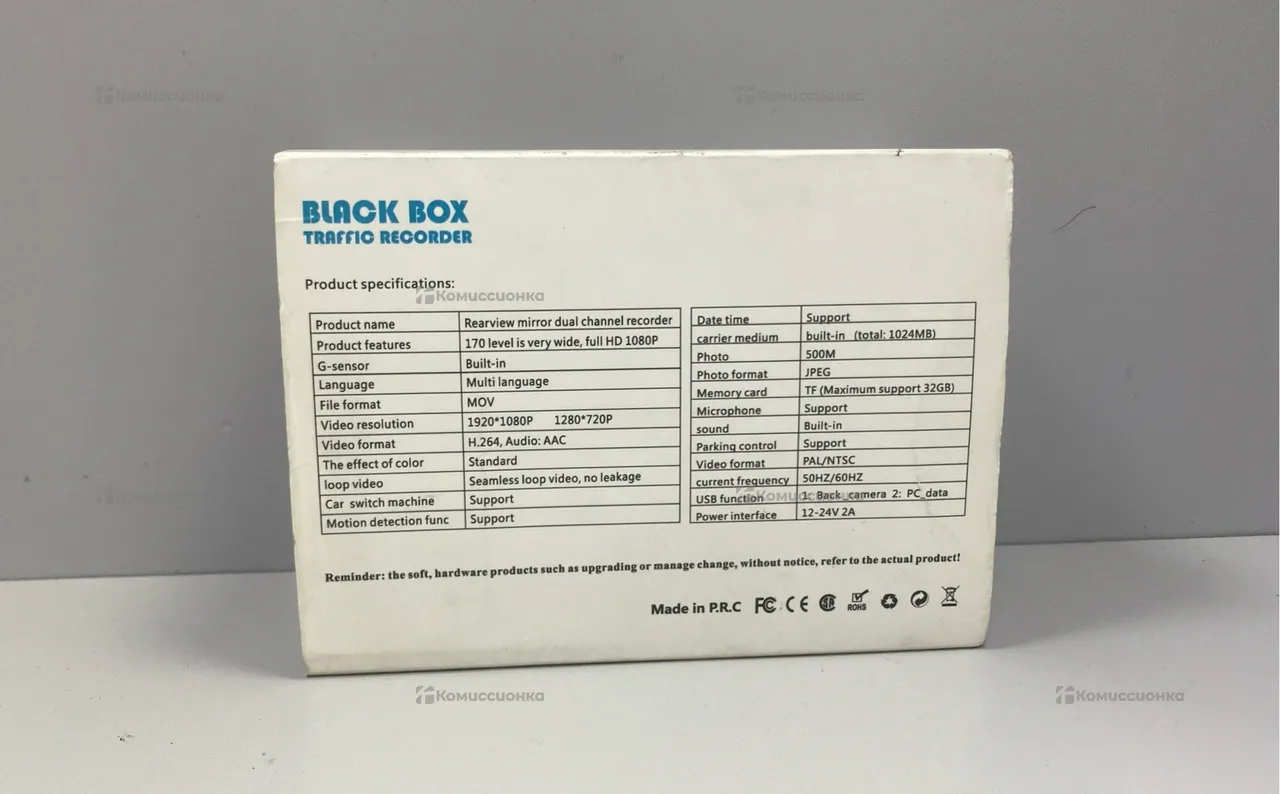 BLACK BOX
TRAFFIC RECORDER
Product specifications:
Product name Rearview mirror dual channel recorder
Product features 170 level is very wide, full HD 1080P
G-sensor Built-in
Language Multi language
File format MOV
Video resolution 1920*1080P 1280*720P
Video format H.264, Audio: AAC
The effect of color Standard
loop video Seamless loop video, no leakage
Car switch machine Support
Motion detection func Support
Date time Support
carrier medium built-in (total: 1024MB)
Photo 500M
Photo format JPEG
Memory card TF (Maximum support 32GB)
Microphone Support
sound Built-in
Parking control Support
Video format PAL/NTSC
current frequency 50HZ/60HZ
USB function 1: Back_camera 2: PC_data
Power interface 12-24V 2A
Reminder: the soft, hardware products such as upgrading or manage change, without notice, refer to the actual product!
Made in P.R.C FC CE ROHS
Комиссионка
Комиссионка
Комиссионка
Комиссионка
Комиссионка
Комиссионка
Комиссионка